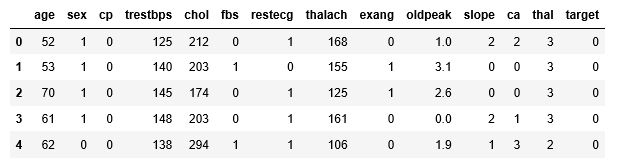 age sex cp trestbps chol fbs restecg thalach exang oldpeak slope ca thal target
0 52 1 0 125 212 0 1 168 0 1.0 2 2 3 0
1 53 1 0 140 203 1 0 155 1 3.1 0 0 3 0
2 70 1 0 145 174 0 1 125 1 2.6 0 0 3 0
3 61 1 0 148 203 0 1 161 0 0.0 2 1 3 0
4 62 0 0 138 294 1 1 106 0 1.9 1 3 2 0